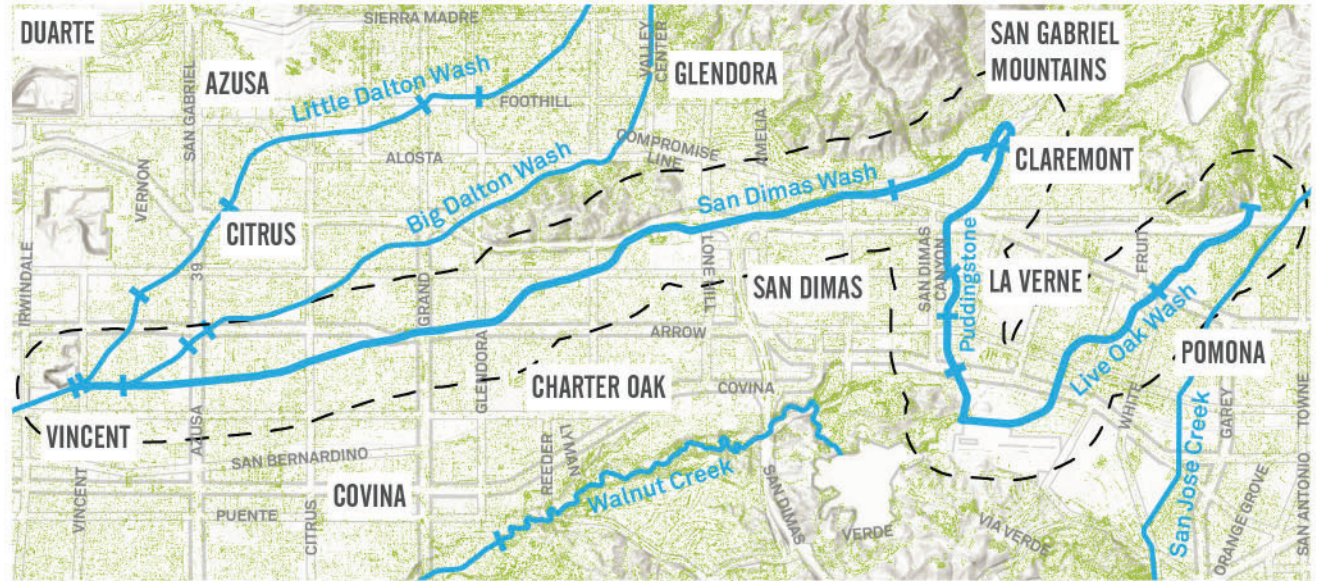 DUARTE
SIERRA MADRE
VALLEY
CENTER
SAN GABRIEL
MOUNTAINS
AZUSA
SAN GABRIEL
Little Dalton Wash
FOOTHILL
GLENDORA
ALOSTA
COMPROMISE
LINE
AMELIA
CLAREMONT
VERNON
Big Dalton Wash
San Dimas Wash
CITRUS
IRWINDALE
39
GRAND
LONE HILL
SAN DIMAS
SAN DIMAS
CANYON
Puddingstone
LA VERNE
FRUIT
ARROW
Live Oak Wash
POMONA
GLENDORA
CHARTER OAK
COVINA
WHITE
GAREY
TOWNE
VINCENT
AZUSA
SAN BERNARDINO
REEDER
LYMAN
Walnut Creek
SAN DIMAS
San Jose Creek
COVINA
VINCENT
PUENTE
CITRUS
VERDE
VIA VERDE
ORANGE GROVE
SAN ANTONIO